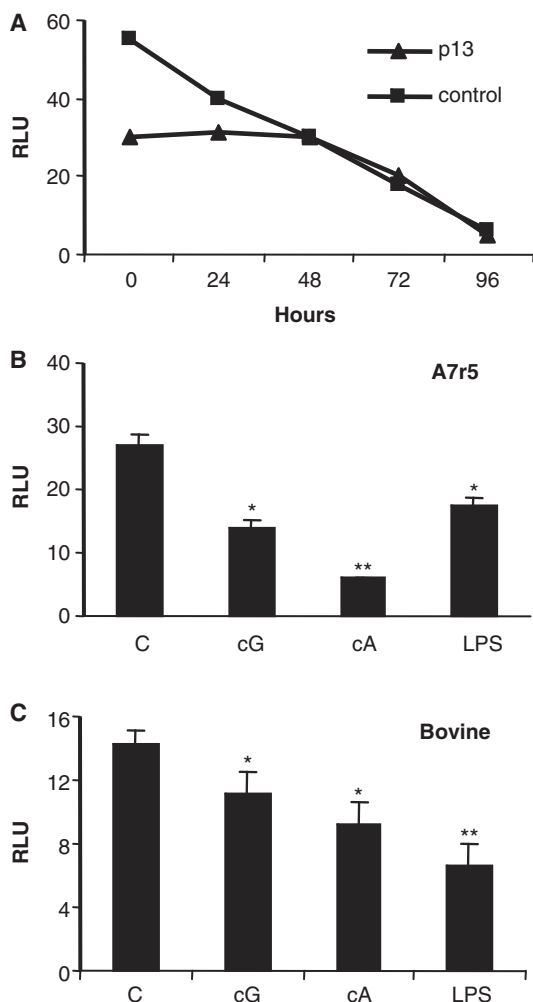 A
60
40
20
0
RLU
p13
control
0 24 48 72 96
Hours
B
A7r5
40
30
20
10
0
RLU
* ** *
C cG cA LPS
C
Bovine
16
12
8
4
0
RLU
* * **
C cG cA LPS